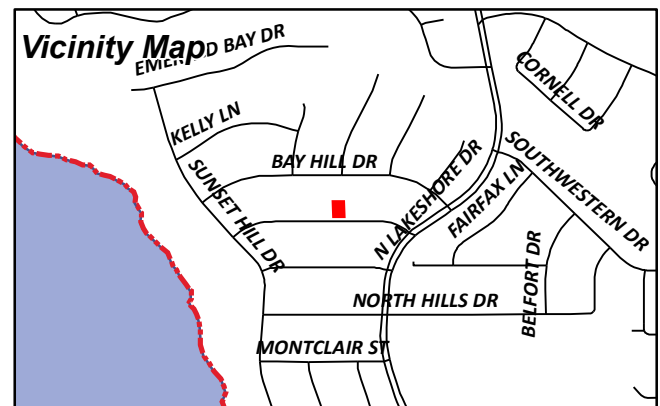 Vicinity Map
EMERALD BAY DR
CORNELL DR
KELLY LN
BAY HILL DR
SUNSET HILL DR
N LAKESHORE DR
FAIRFAX LN
SOUTHWESTERN DR
BELFORT DR
NORTH HILLS DR
MONTCLAIR ST